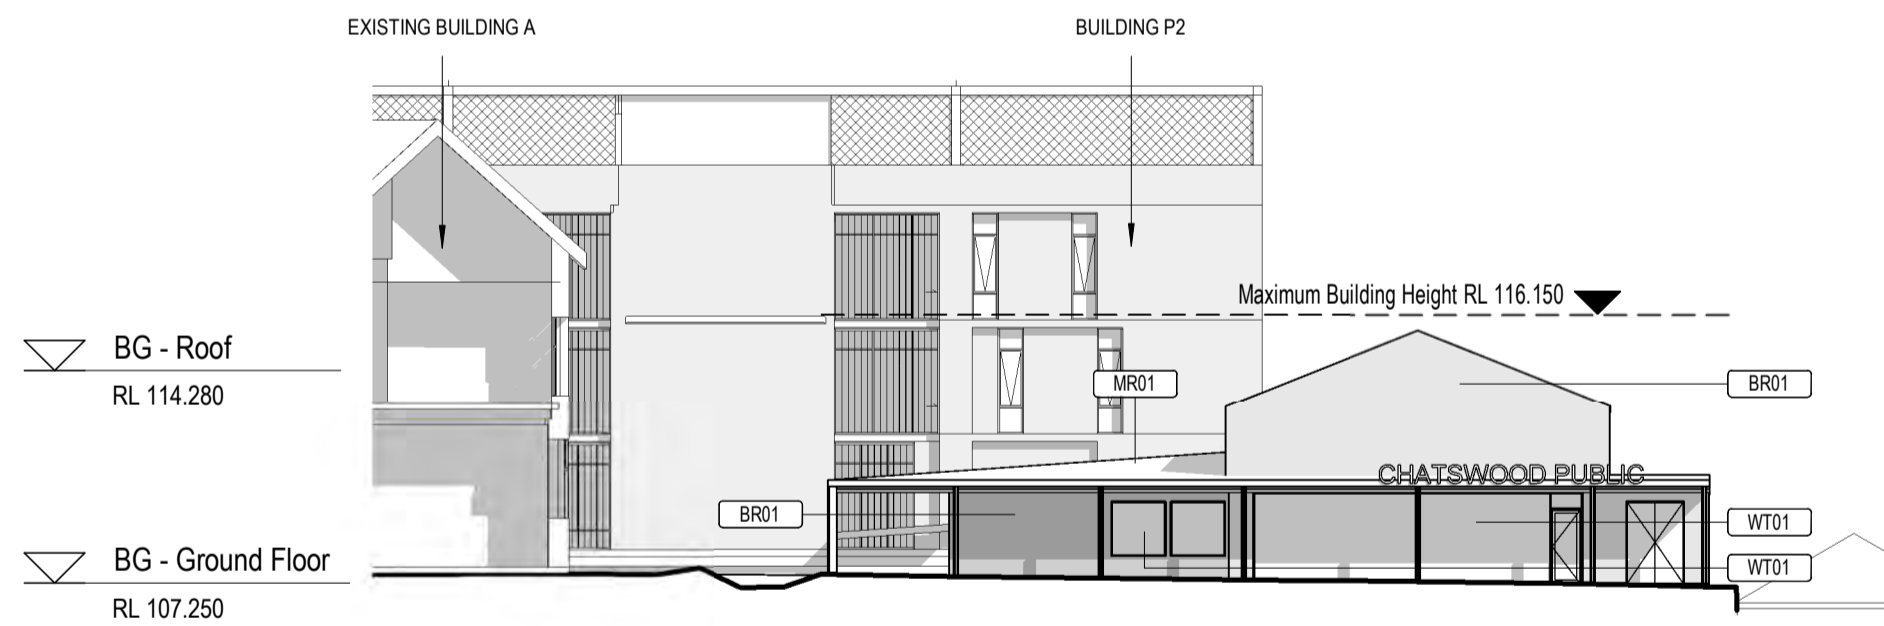 EXISTING BUILDING A
BUILDING P2
Maximum Building Height RL 116.150
BG - Roof
RL 114.280
MR01
BR01
CHATSWOOD PUBLIC
BR01
WT01
BG - Ground Floor
WT01
RL 107.250